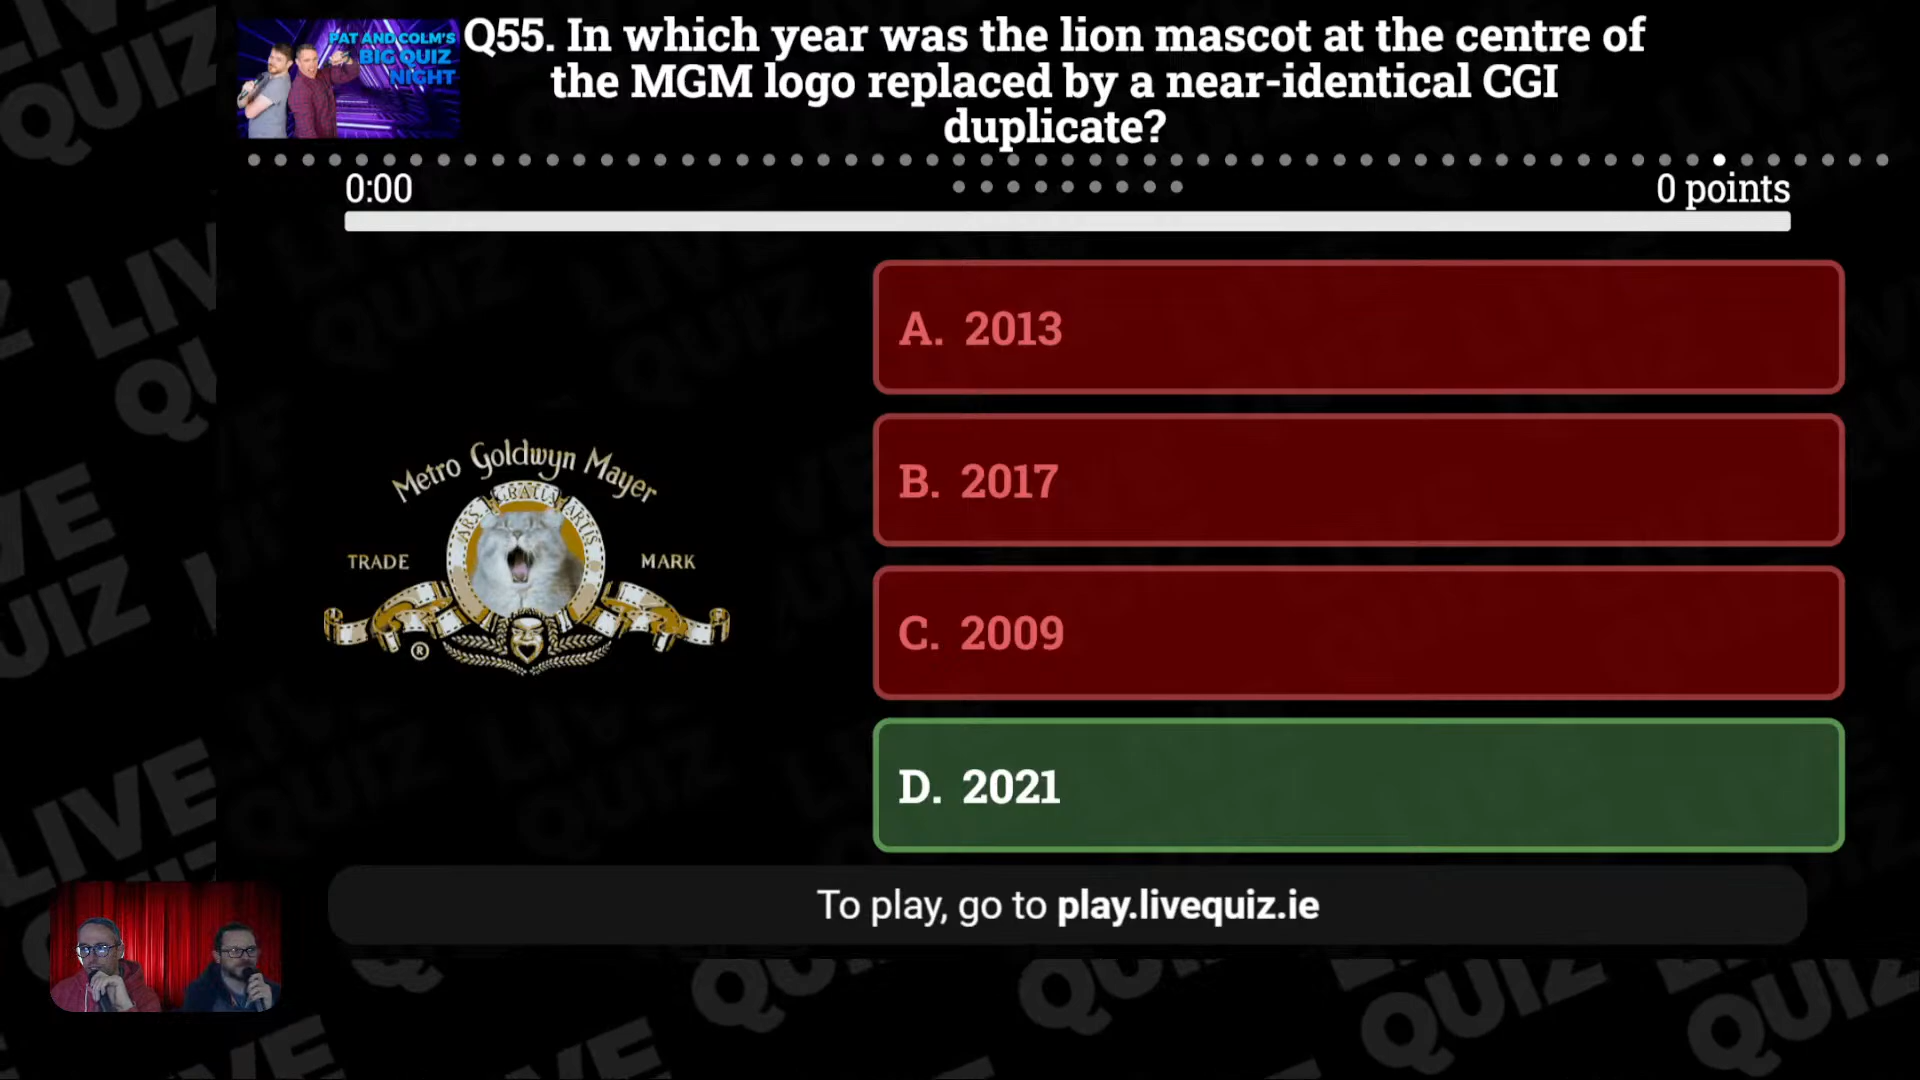 PAT AND COLM'S
BIG QUIZ
NIGHT
Q55. In which year was the lion mascot at the centre of
the MGM logo replaced by a near-identical CGI
duplicate?
0:00
0 points
A. 2013
B. 2017
C. 2009
D. 2021
Metro Goldwyn Mayer
ARS GRATIA ARTIS
TRADE MARK
®
To play, go to play.livequiz.ie
LIVE
QUIZ